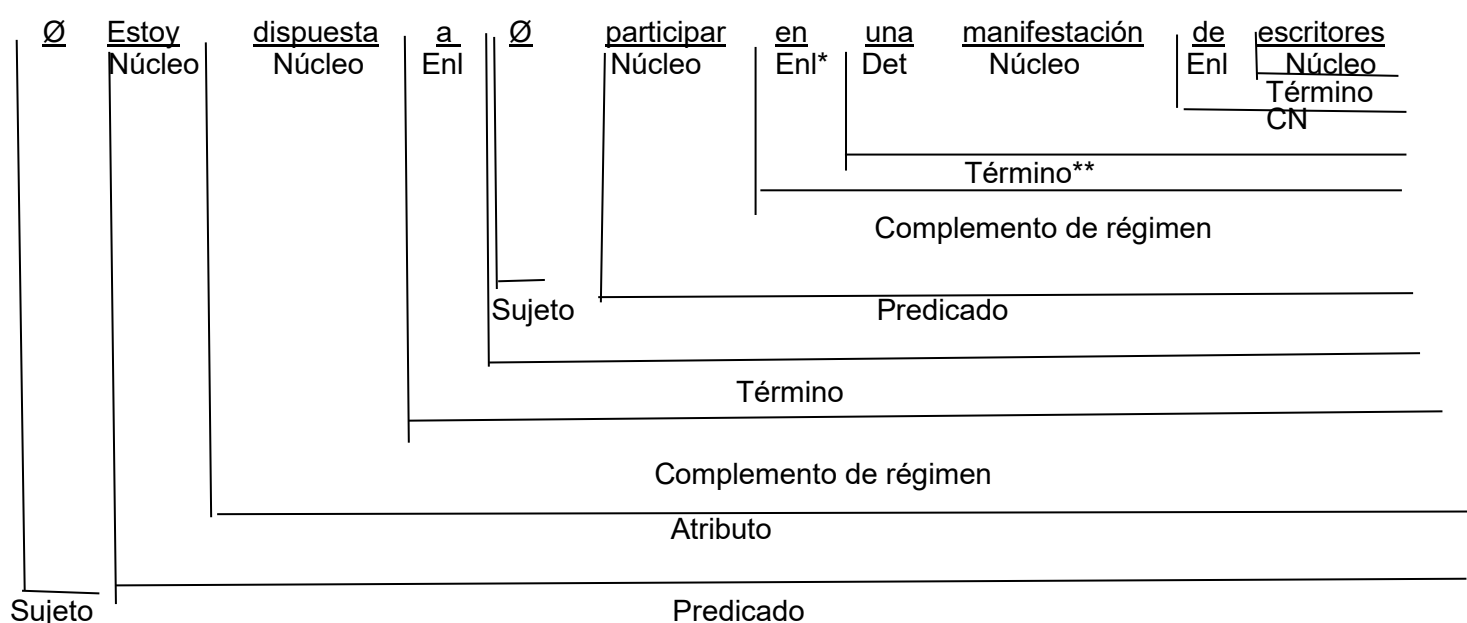 Ø Estoy dispuesta a Ø participar en una manifestación de escritores
Núcleo Núcleo Enl Núcleo Enl* Det Núcleo Enl Núcleo
Término
CN
Término**
Complemento de régimen
Sujeto Predicado
Término
Complemento de régimen
Atributo
Sujeto Predicado